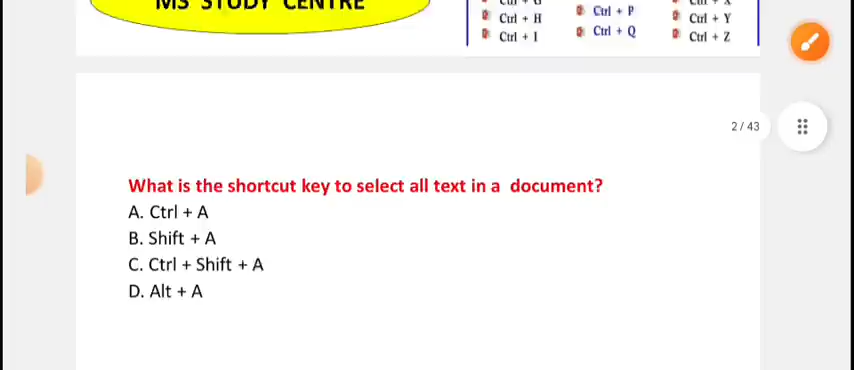 MS STUDY CENTRE
Ctrl + H
Ctrl + P
Ctrl + Y
Ctrl + I
Ctrl + Q
Ctrl + Z
2 / 43
What is the shortcut key to select all text in a document?
A. Ctrl + A
B. Shift + A
C. Ctrl + Shift + A
D. Alt + A